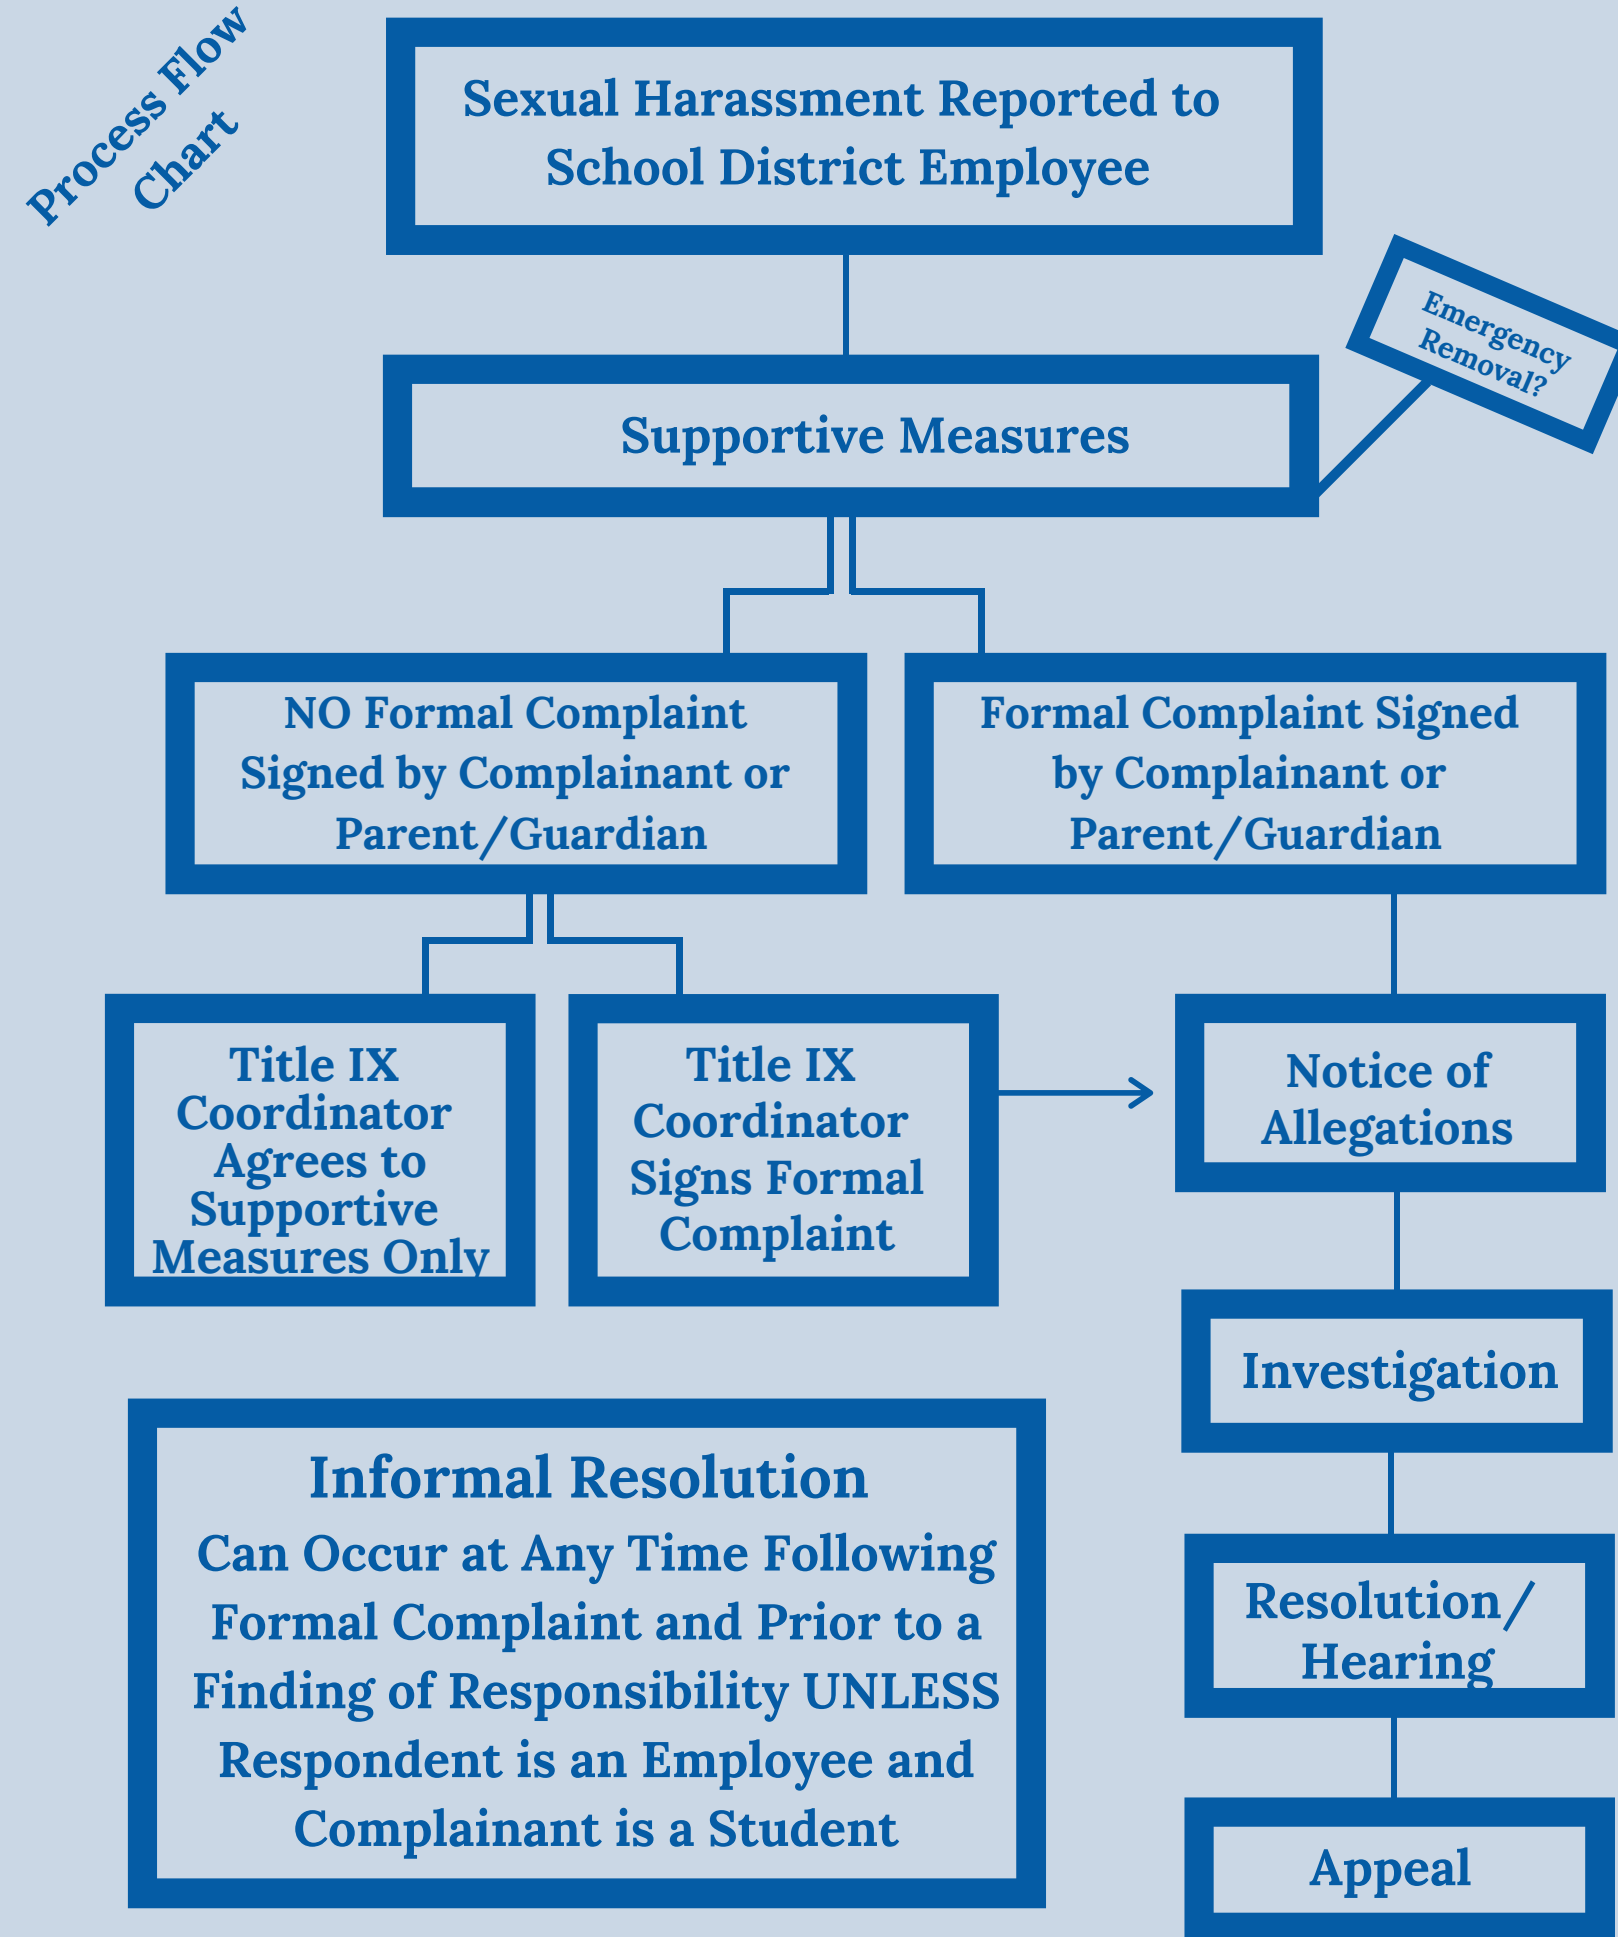 Process Flow
Chart
Sexual Harassment Reported to
School District Employee
Emergency
Removal?
Supportive Measures
NO Formal Complaint
Signed by Complainant or
Parent/Guardian
Formal Complaint Signed
by Complainant or
Parent/Guardian
Title IX
Coordinator
Agrees to
Supportive
Measures Only
Title IX
Coordinator
Signs Formal
Complaint
Notice of
Allegations
Investigation
Informal Resolution
Can Occur at Any Time Following
Formal Complaint and Prior to a
Finding of Responsibility UNLESS
Respondent is an Employee and
Complainant is a Student
Resolution/
Hearing
Appeal